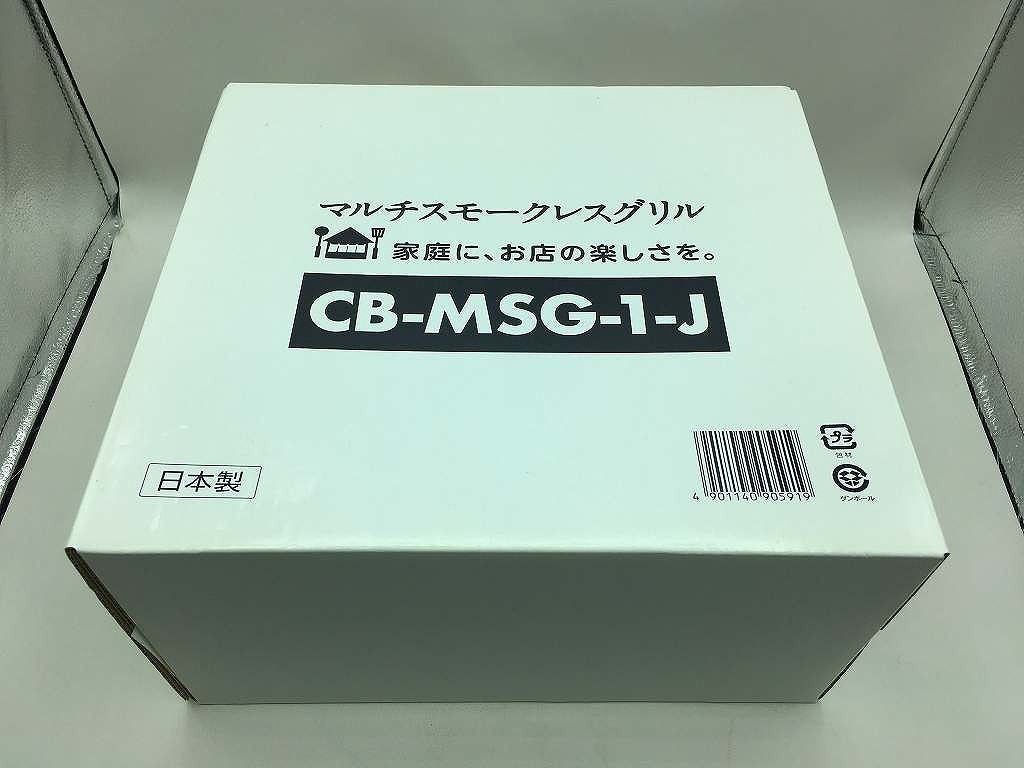 マルチスモークレスグリル
家庭に、お店の楽しさを。
CB-MSG-1-J
日本製
4 901140 905919
プラ
包材
ダンボール